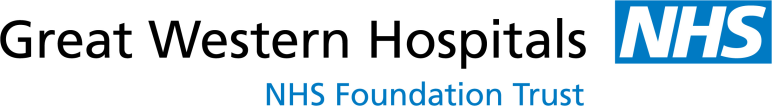 Great Western Hospitals NHS
NHS Foundation Trust